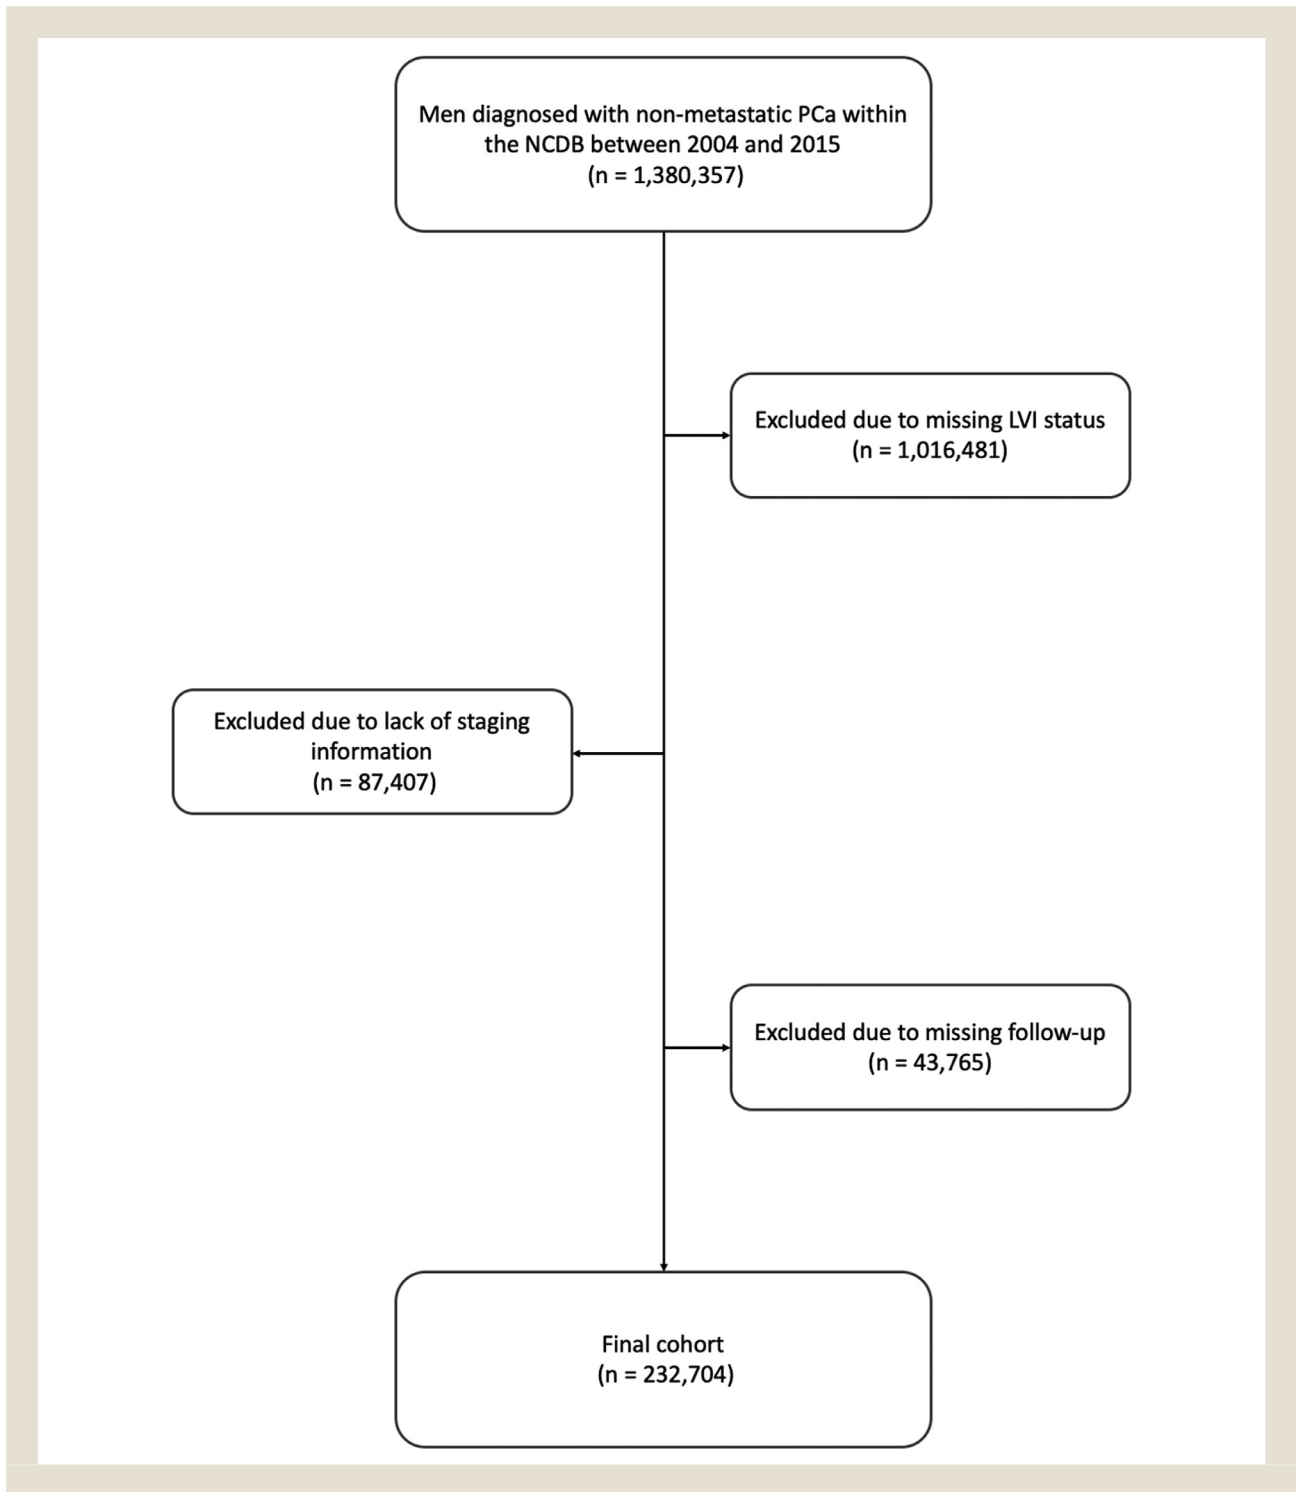 Men diagnosed with non-metastatic PCa within
the NCDB between 2004 and 2015
(n = 1,380,357)
Excluded due to missing LVI status
(n = 1,016,481)
Excluded due to lack of staging
information
(n = 87,407)
Excluded due to missing follow-up
(n = 43,765)
Final cohort
(n = 232,704)